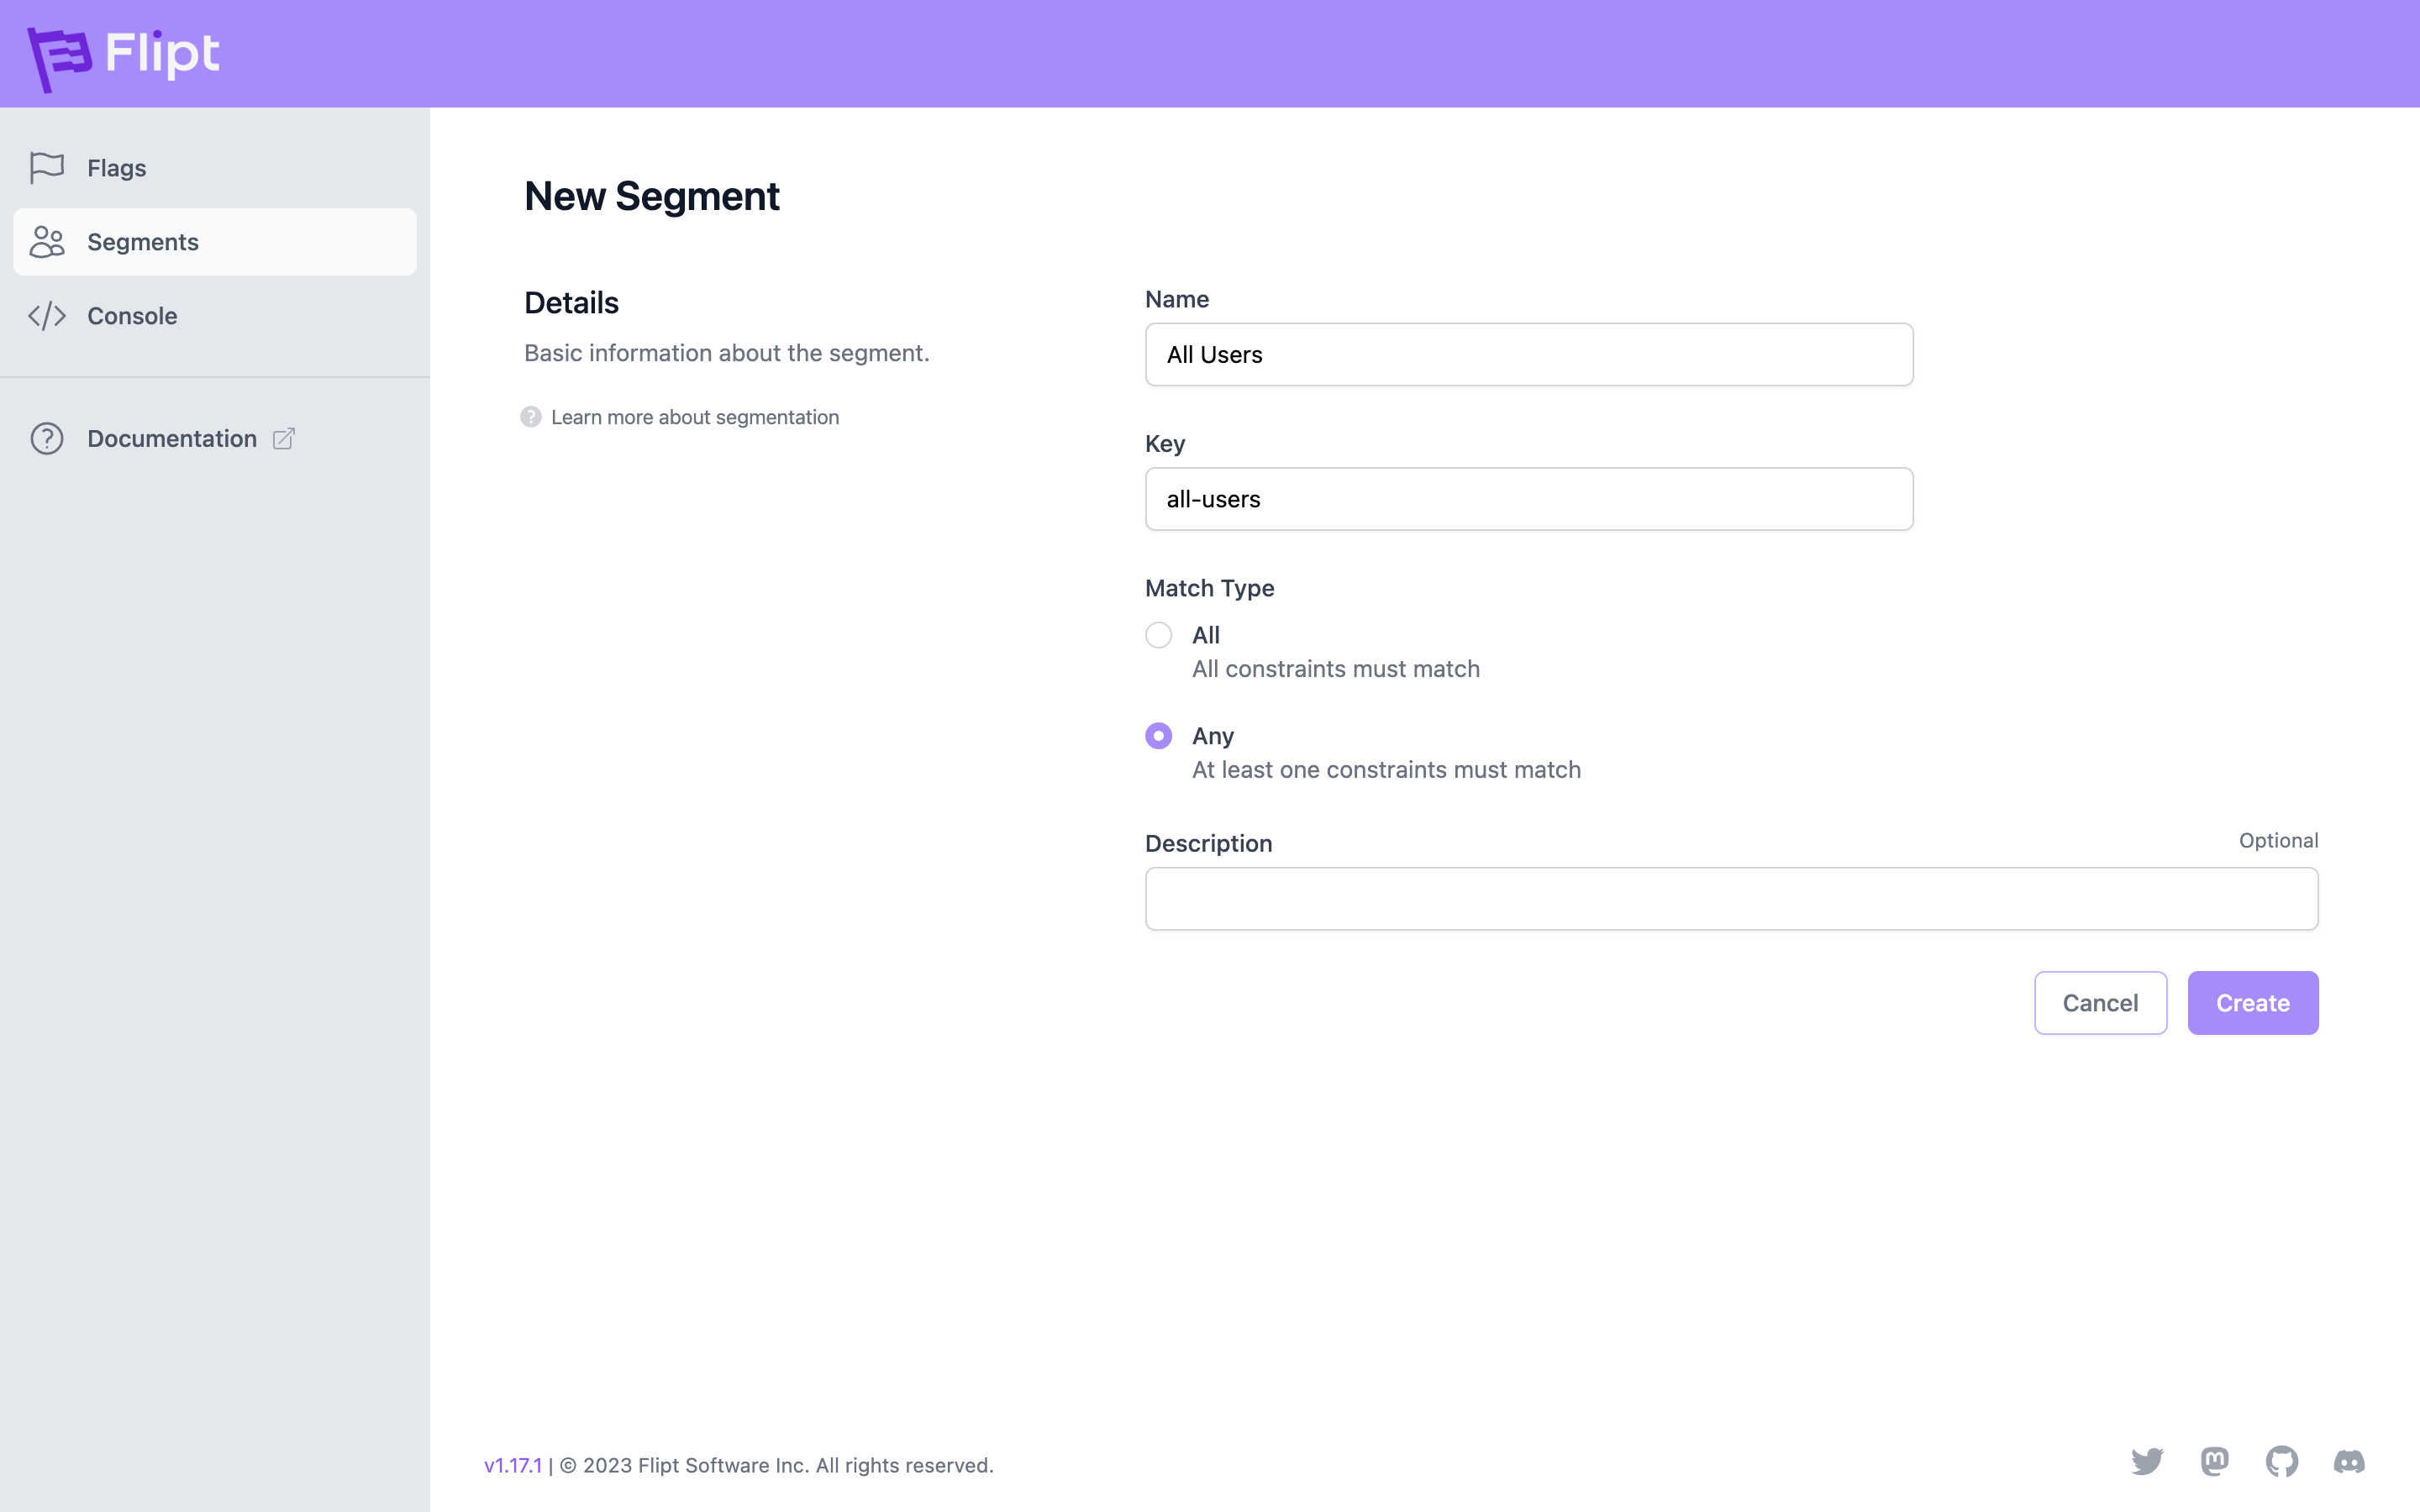 Flipt
Flags
Segments
Console
Documentation
New Segment
Details
Basic information about the segment.
? Learn more about segmentation
Name
All Users
Key
all-users
Match Type
All
All constraints must match
Any
At least one constraints must match
Description
Optional
Cancel
Create
v1.17.1 | © 2023 Flipt Software Inc. All rights reserved.